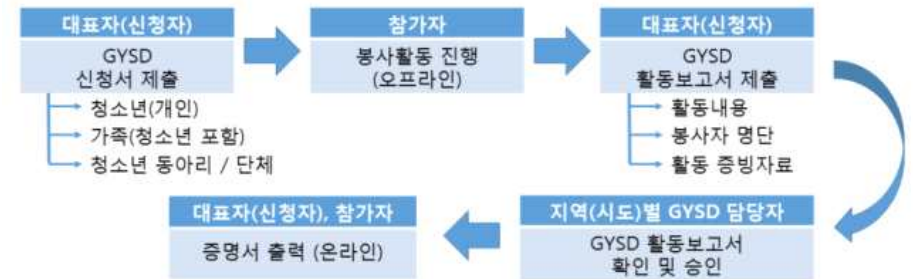 대표자(신청자)
GYSD
신청서 제출
청소년(개인)
가족(청소년 포함)
청소년 동아리 / 단체
참가자
봉사활동 진행
(오프라인)
대표자(신청자)
GYSD
활동보고서 제출
활동내용
봉사자 명단
활동 증빙자료
지역(시도)별 GYSD 담당자
GYSD 활동보고서
확인 및 승인
대표자(신청자), 참가자
증명서 출력 (온라인)